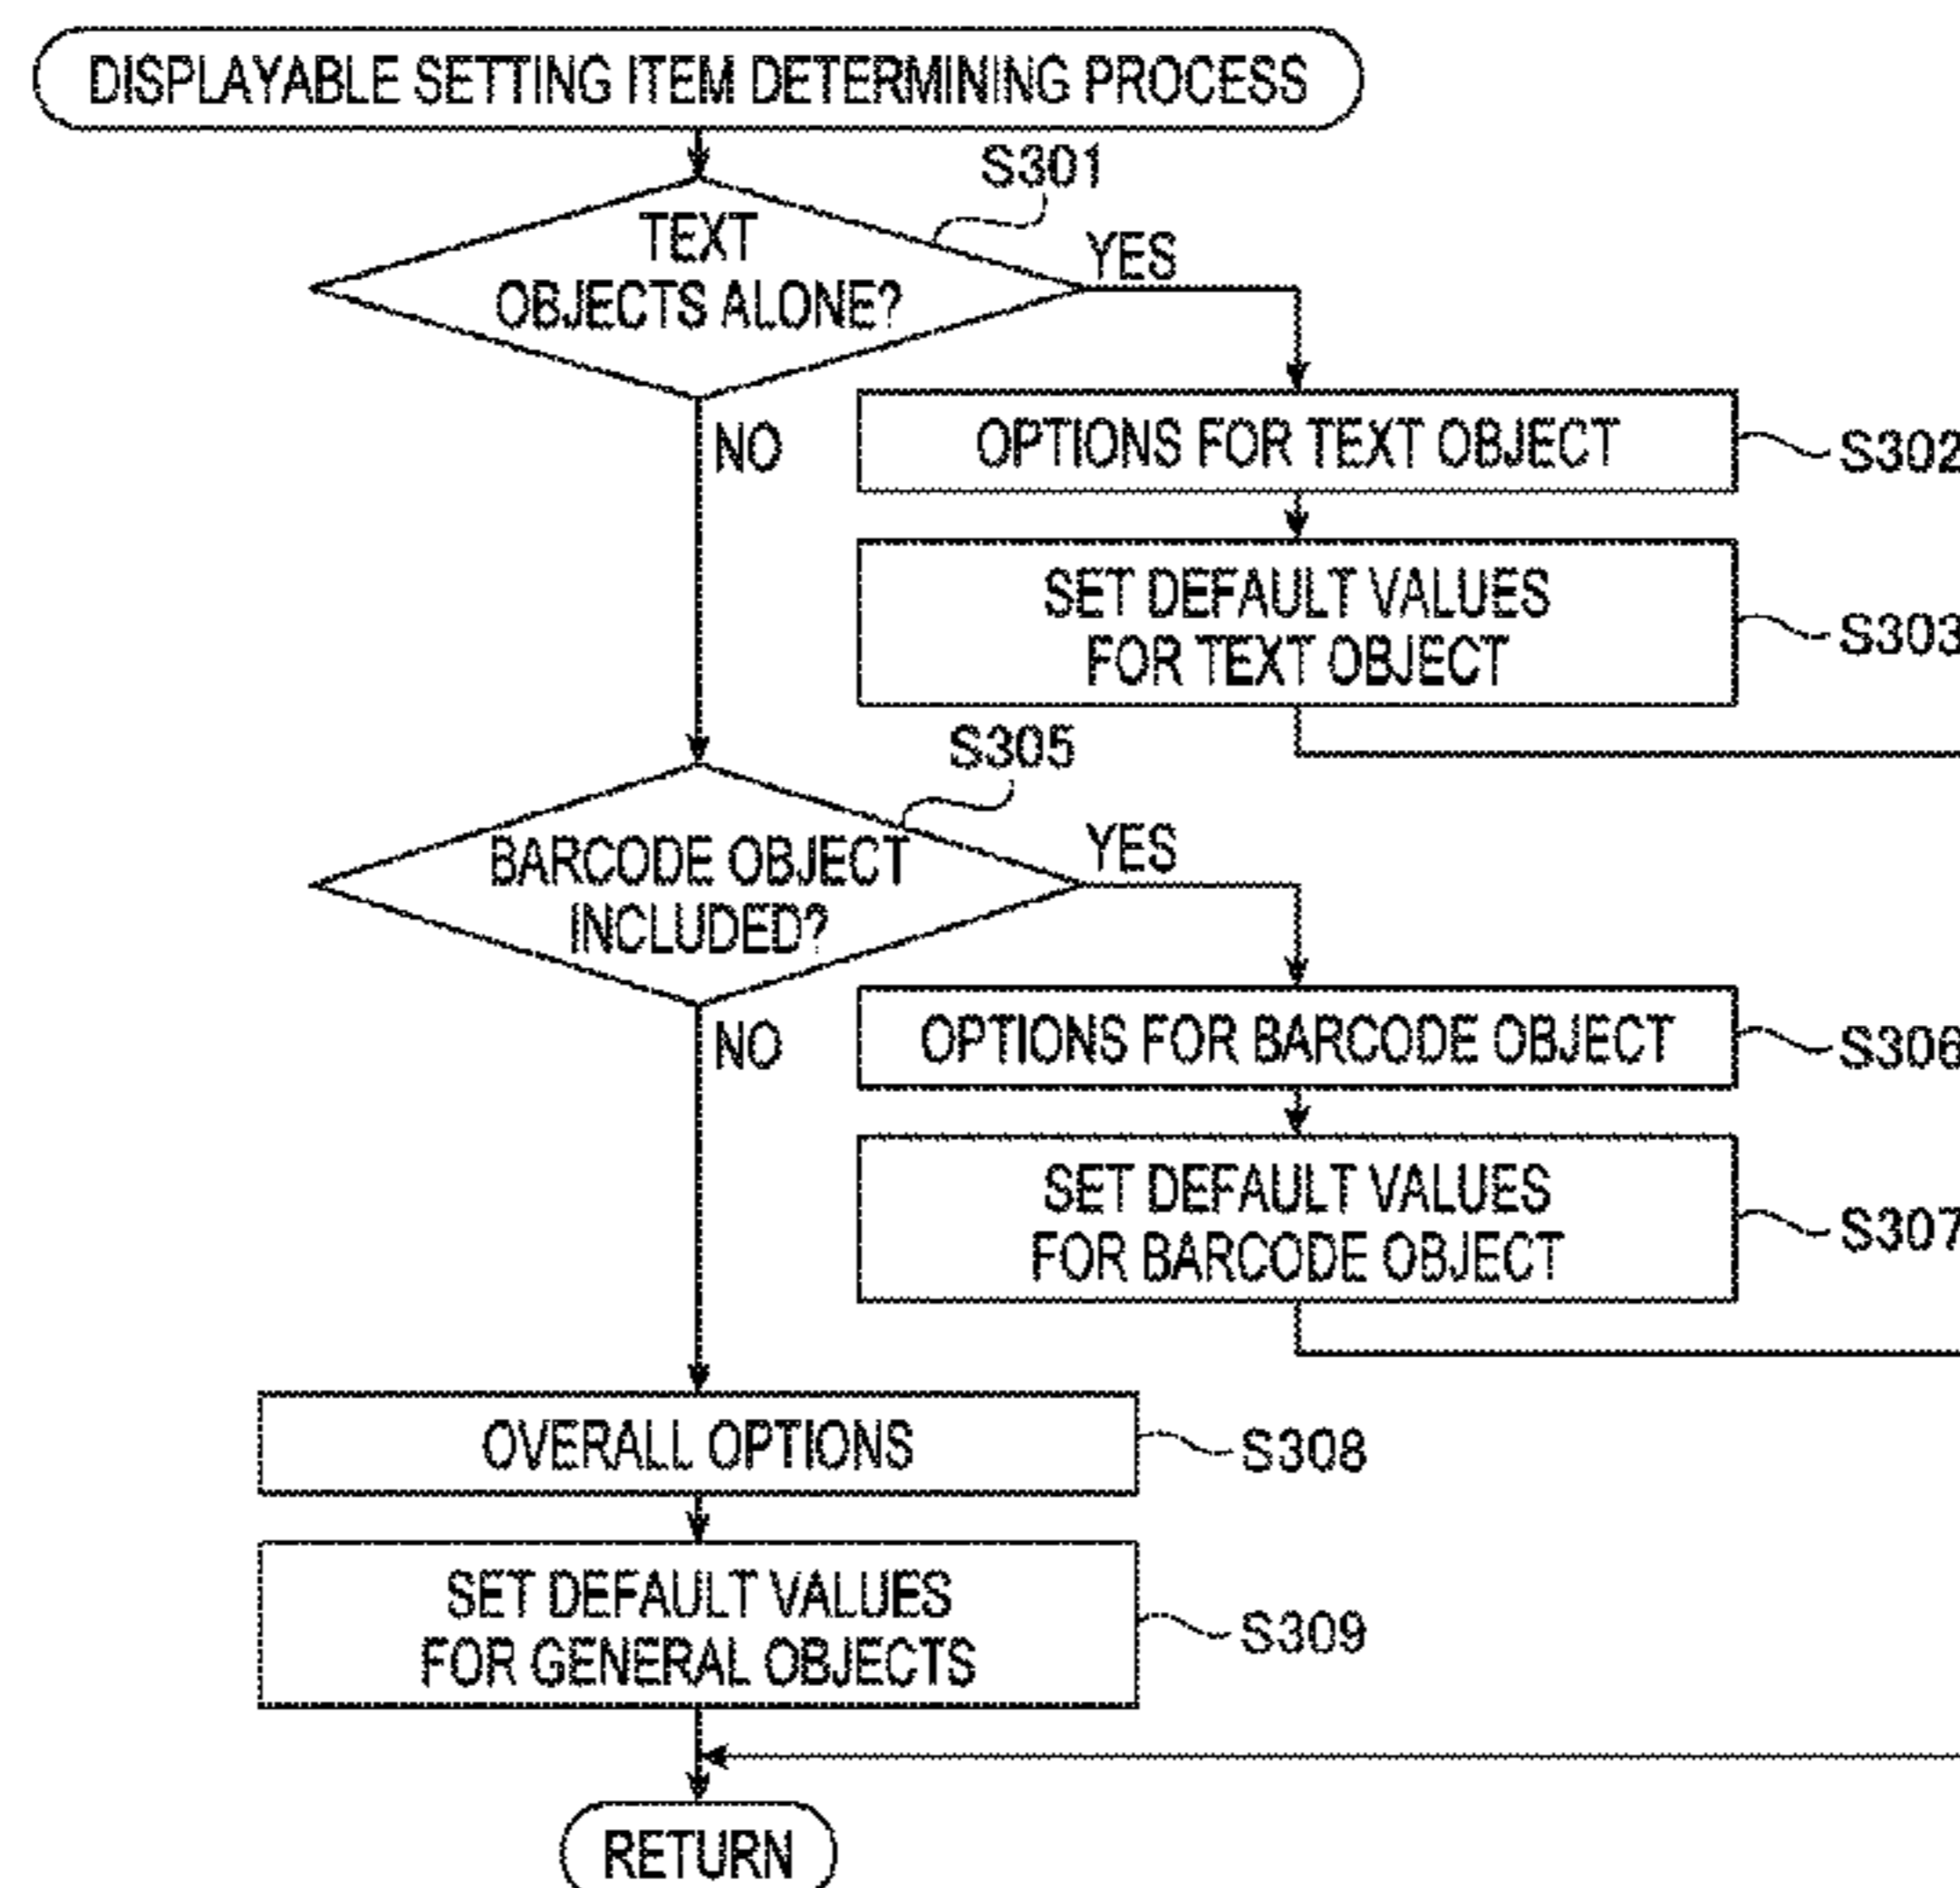 DISPLAYABLE SETTING ITEM DETERMINING PROCESS
S301
TEXT
OBJECTS ALONE?
YES
NO
OPTIONS FOR TEXT OBJECT
S302
SET DEFAULT VALUES
FOR TEXT OBJECT
S303
S305
BARCODE OBJECT
INCLUDED?
YES
NO
OPTIONS FOR BARCODE OBJECT
S306
SET DEFAULT VALUES
FOR BARCODE OBJECT
S307
OVERALL OPTIONS
S308
SET DEFAULT VALUES
FOR GENERAL OBJECTS
S309
RETURN